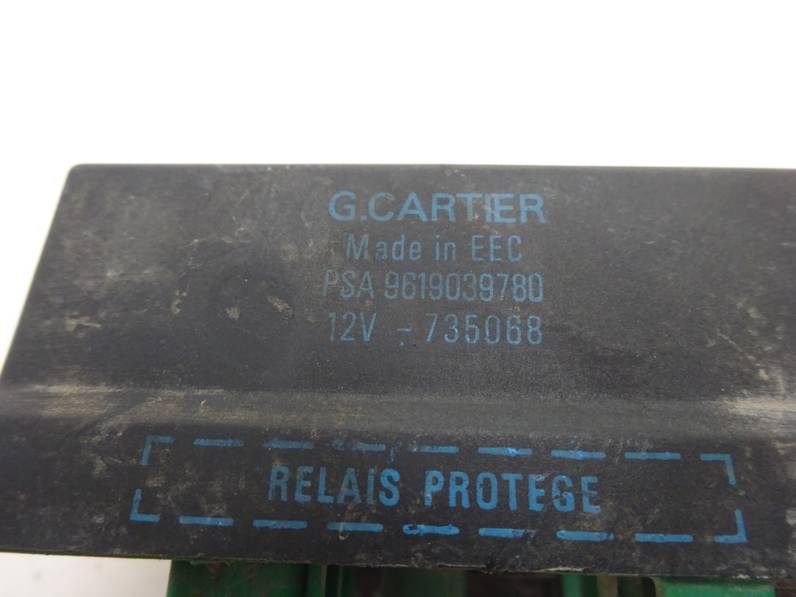 G.CARTIER
Made in EEC
PSA 9619039780
12V - 735068
RELAIS PROTEGE